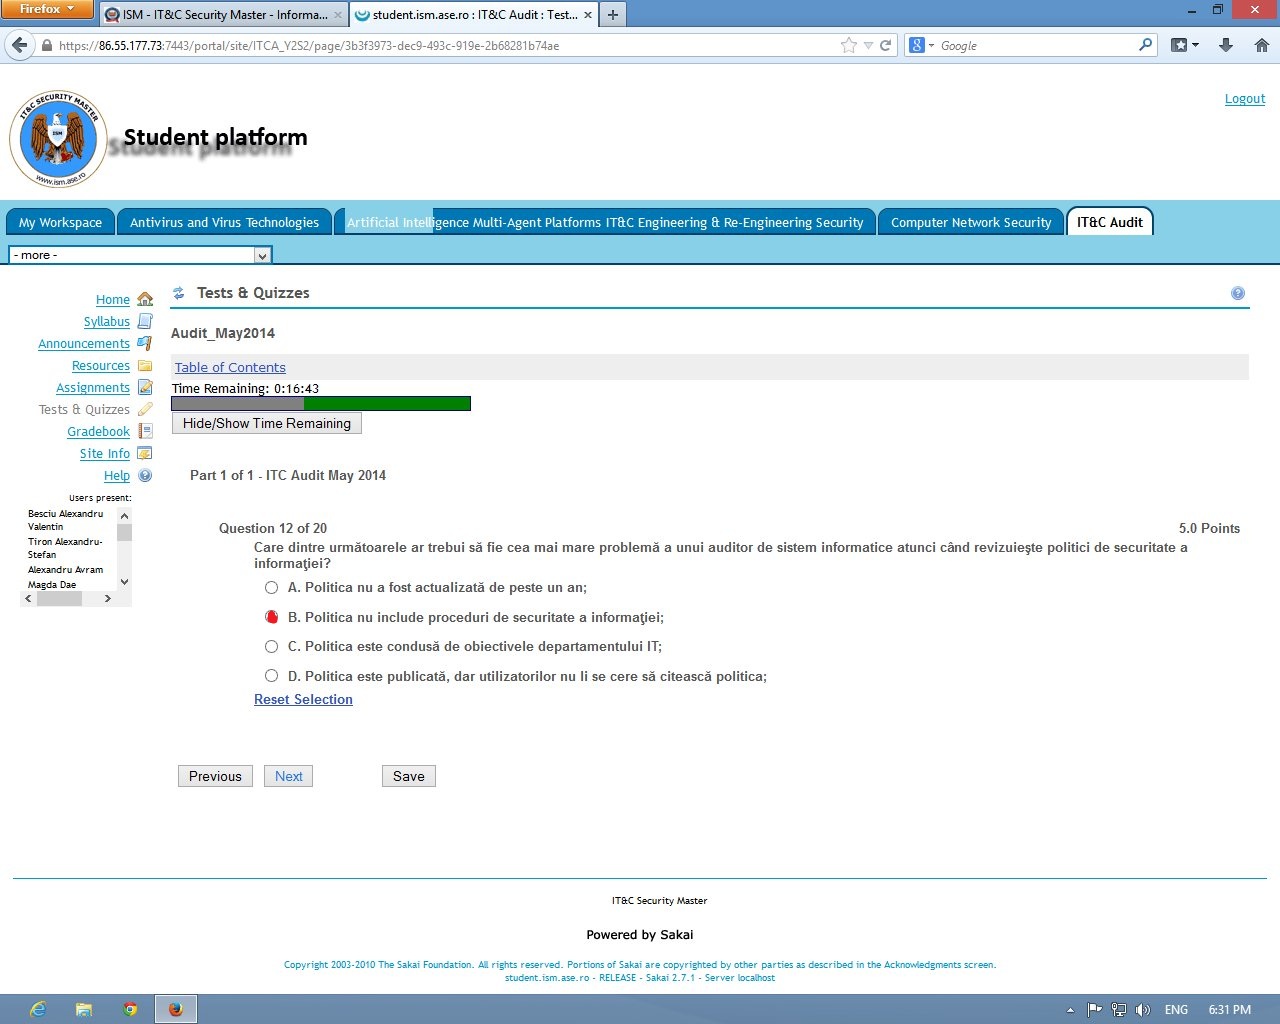 Firefox
ISM - IT&C Security Master - Informa...
student.ism.ase.ro : IT&C Audit : Test...
https://86.55.177.73:7443/portal/site/ITCA_Y2S2/page/3b3f3973-dec9-493c-919e-2b68281b74ae
Google
IT&C SECURITY MASTER
ISM
www.ism.ase.ro
Student platform
Logout
My Workspace
Antivirus and Virus Technologies
Artificial Intelligence Multi-Agent Platforms IT&C Engineering & Re-Engineering Security
Computer Network Security
IT&C Audit
- more -
Home
Syllabus
Announcements
Resources
Assignments
Tests & Quizzes
Gradebook
Site Info
Help
Users present:
Besciu Alexandru
Valentin
Tiron Alexandru-
Stefan
Alexandru Avram
Magda Dae
Tests & Quizzes
Audit_May2014
Table of Contents
Time Remaining: 0:16:43
Hide/Show Time Remaining
Part 1 of 1 - ITC Audit May 2014
Question 12 of 20
5.0 Points
Care dintre următoarele ar trebui să fie cea mai mare problemă a unui auditor de sistem informatice atunci când revizuieşte politici de securitate a
informaţiei?
A. Politica nu a fost actualizată de peste un an;
B. Politica nu include proceduri de securitate a informaţiei;
C. Politica este condusă de obiectivele departamentului IT;
D. Politica este publicată, dar utilizatorilor nu li se cere să citească politica;
Reset Selection
Previous
Next
Save
IT&C Security Master
Powered by Sakai
Copyright 2003-2010 The Sakai Foundation. All rights reserved. Portions of Sakai are copyrighted by other parties as described in the Acknowledgments screen.
student.ism.ase.ro - RELEASE - Sakai 2.7.1 - Server localhost
ENG
6:31 PM